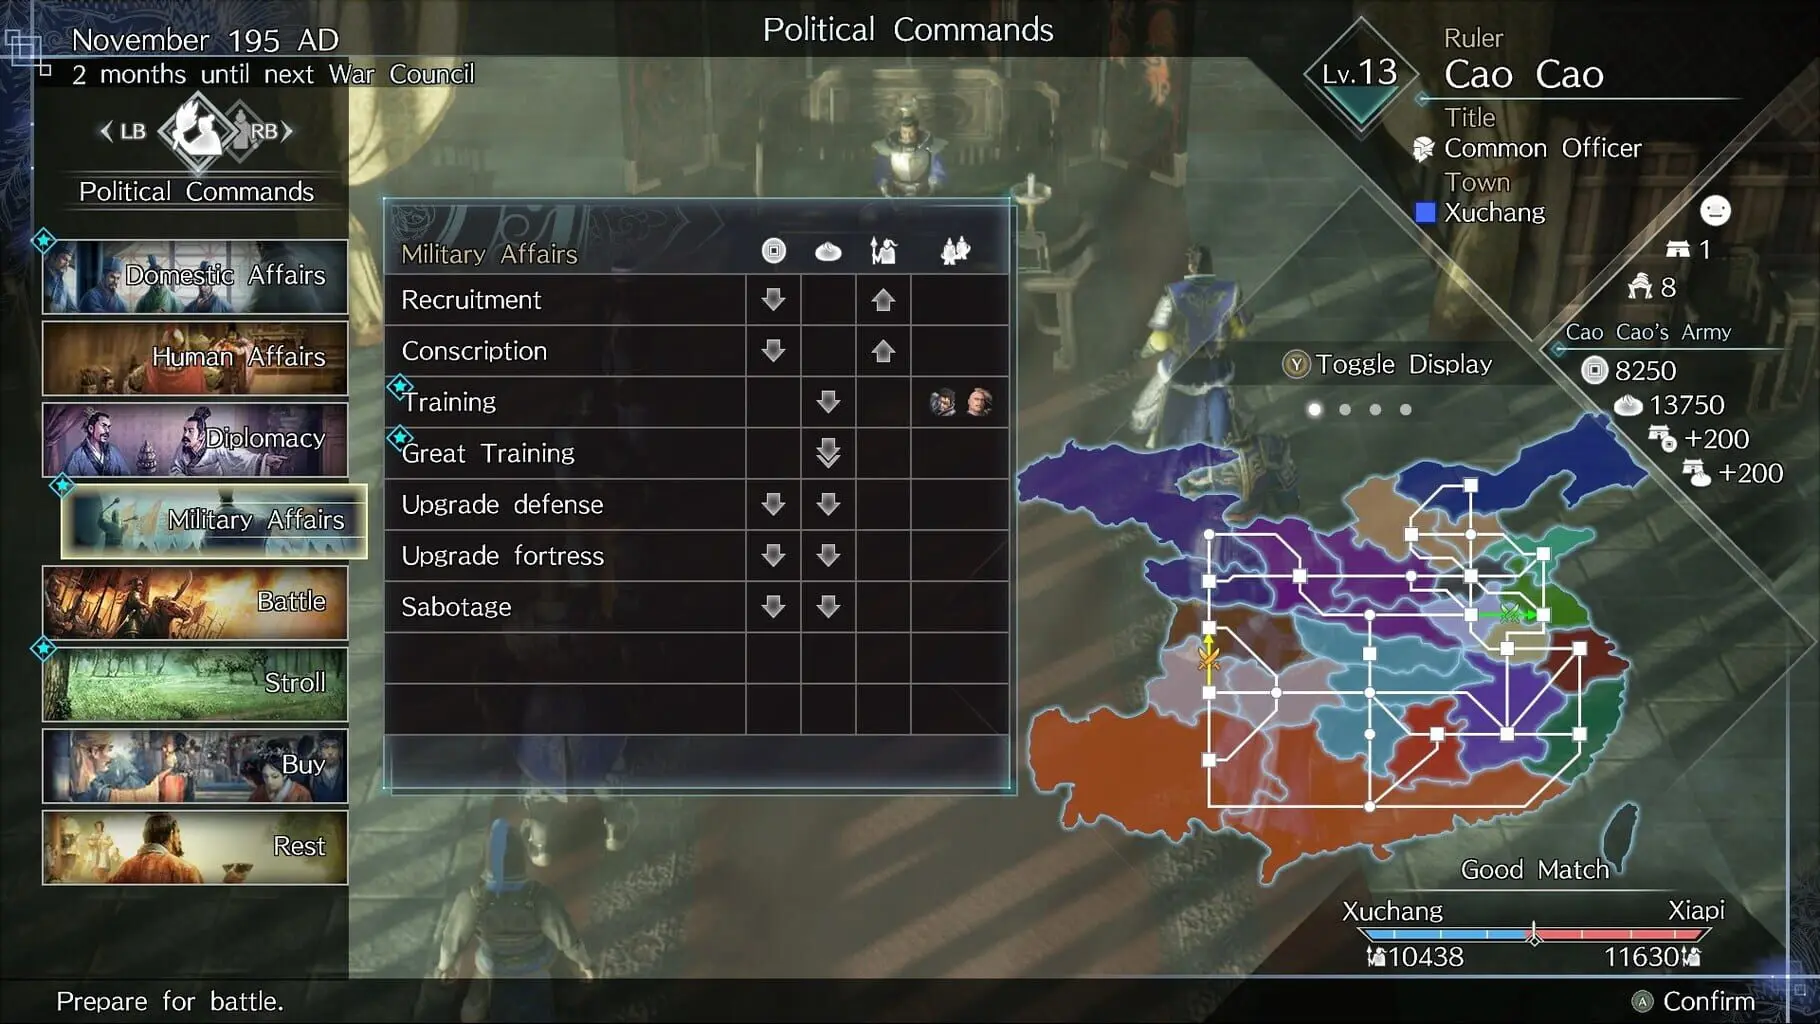 November 195 AD
2 months until next War Council
LB
RB
Political Commands
Domestic Affairs
Human Affairs
Diplomacy
Military Affairs
Battle
Stroll
Buy
Rest
Prepare for battle.
Political Commands
Military Affairs
Recruitment
Conscription
Training
Great Training
Upgrade defense
Upgrade fortress
Sabotage
Lv.13
Ruler
Cao Cao
Title
Common Officer
Town
Xuchang
1
8
Cao Cao's Army
8250
13750
+200
+200
Y Toggle Display
Good Match
Xuchang Xiapi
10438 11630
A Confirm